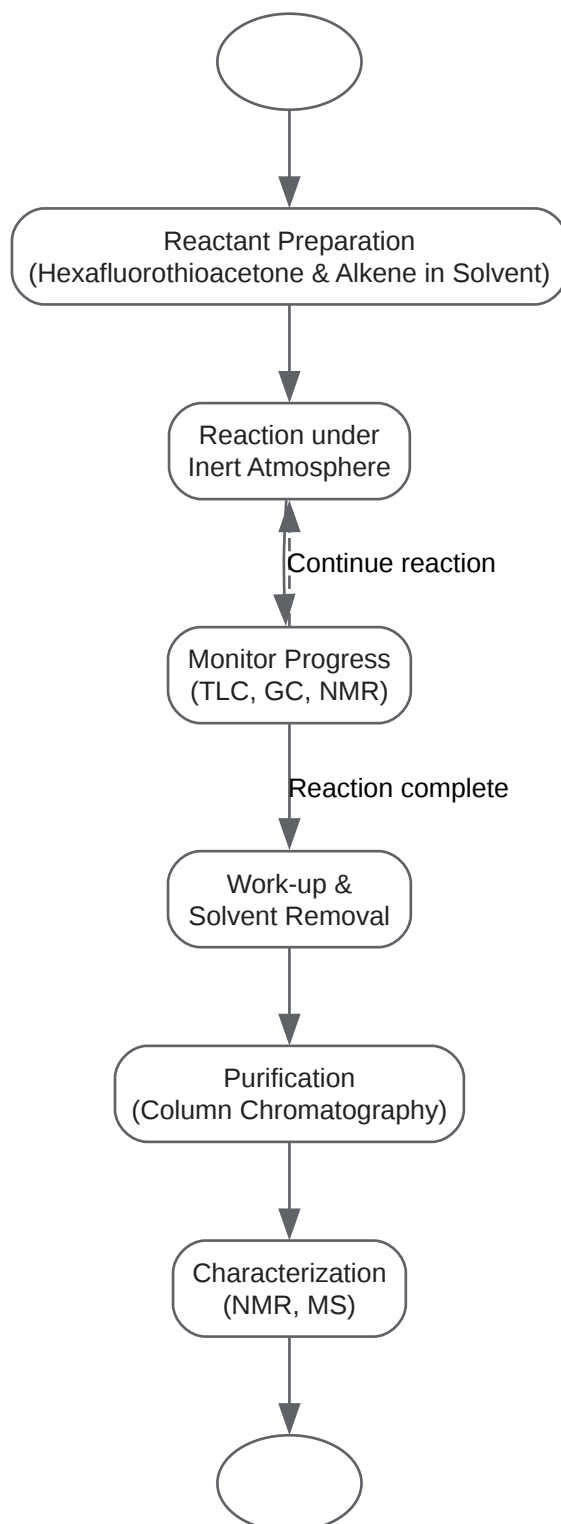 Reactant Preparation
(Hexafluorothioacetone & Alkene in Solvent)
Reaction under
Inert Atmosphere
Continue reaction
Monitor Progress
(TLC, GC, NMR)
Reaction complete
Work-up &
Solvent Removal
Purification
(Column Chromatography)
Characterization
(NMR, MS)